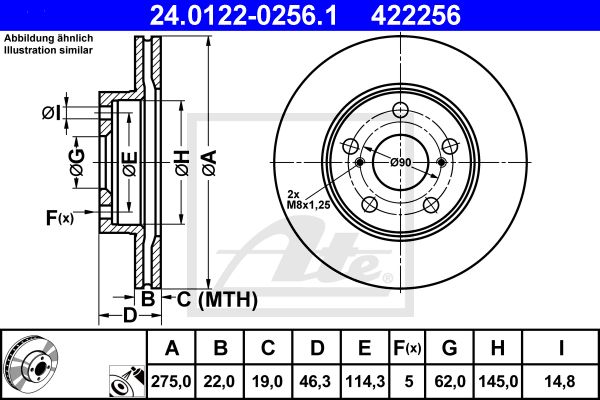 24.0122-0256.1 422256
Abbildung ähnlich
Illustration similar
ØI
ØG
ØE
ØH
ØA
F(x)
B
C (MTH)
D
Ø90
2x
M8x1,25
Ate
A B C D E F(x) G H I
275,0 22,0 19,0 46,3 114,3 5 62,0 145,0 14,8